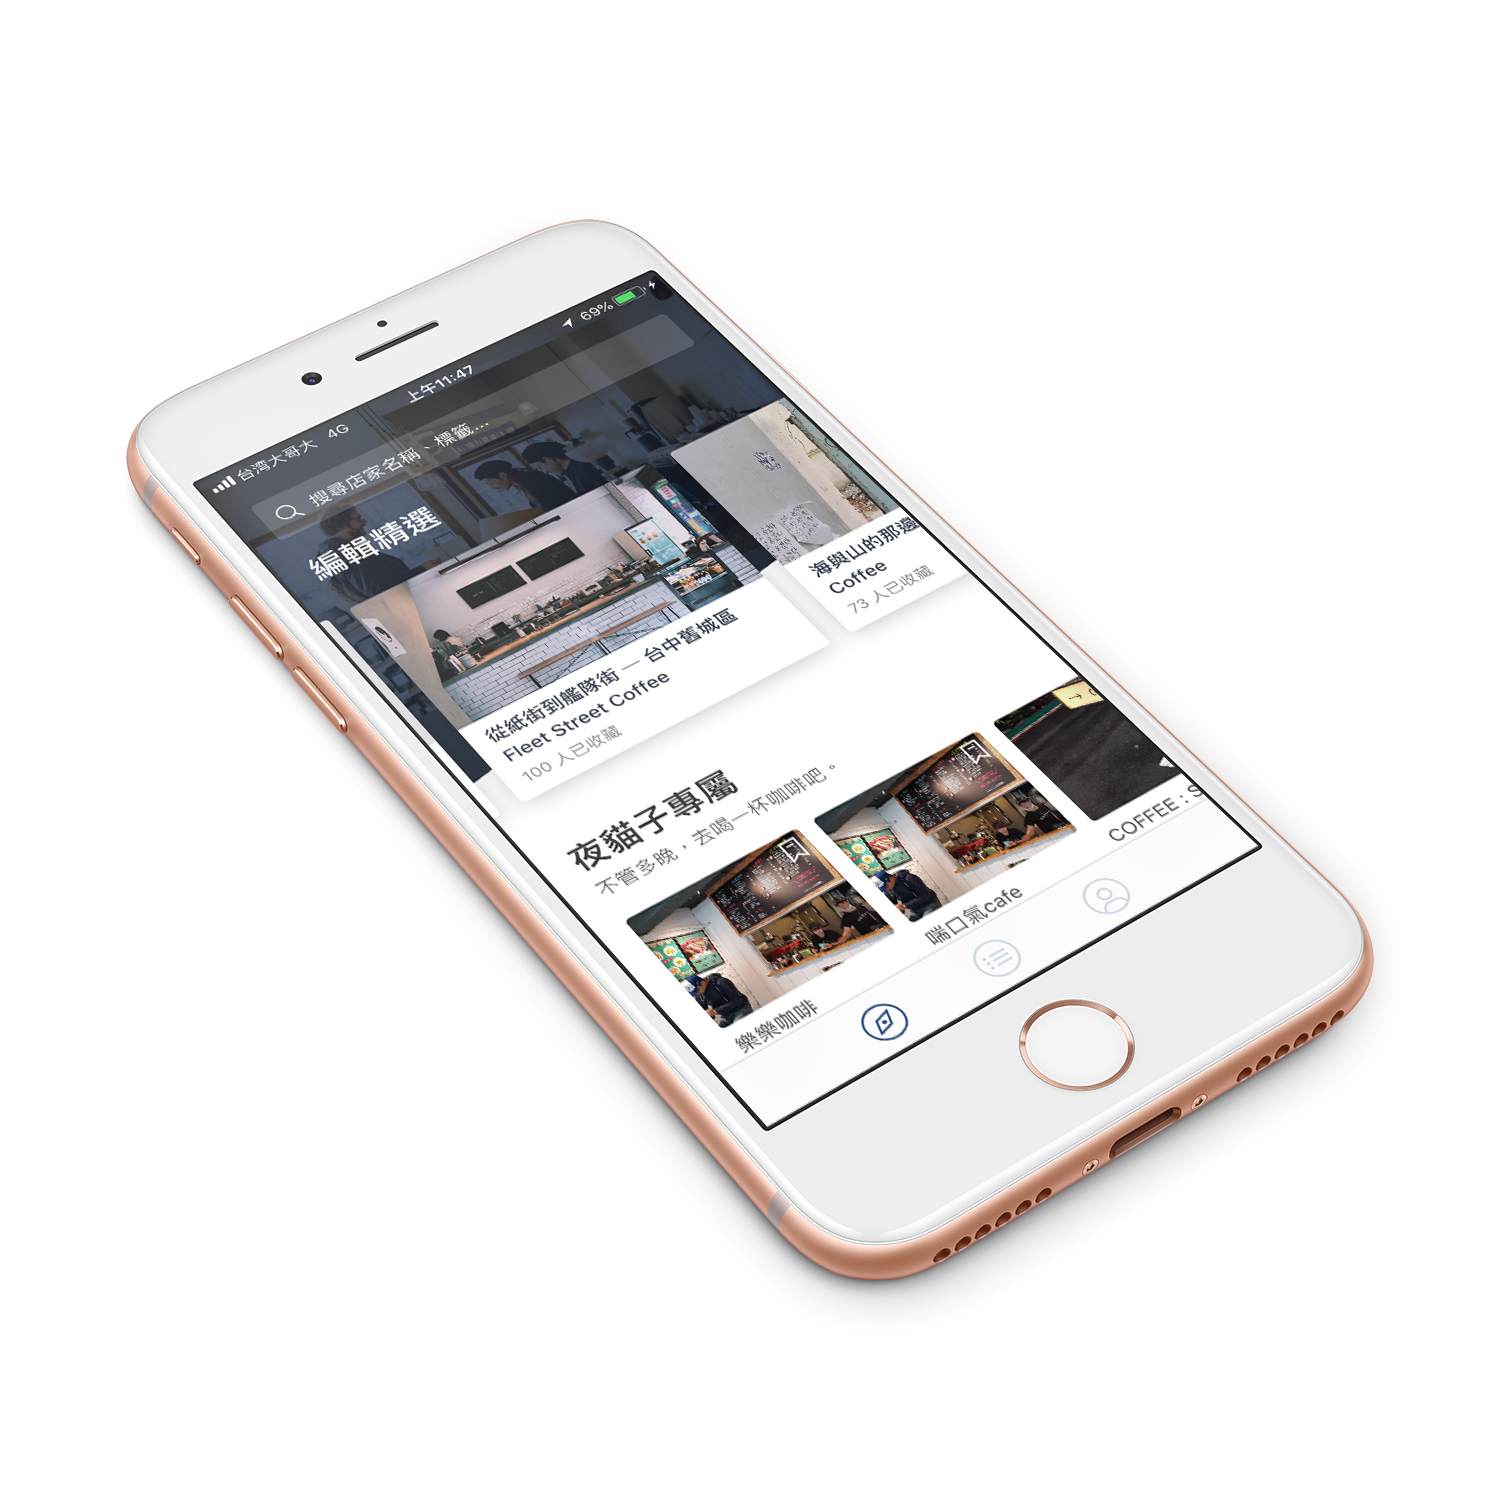 台湾大哥大 4G 上午11:47 69%
搜尋店家名稱、標籤...
編輯精選
從紙街到艦隊街 — 台中舊城區
Fleet Street Coffee
100 人已收藏
海與山的那邊
Coffee
73 人已收藏
夜貓子專屬
不管多晚，去喝一杯咖啡吧。
樂樂咖啡
喘口氣cafe
COFFEE : S